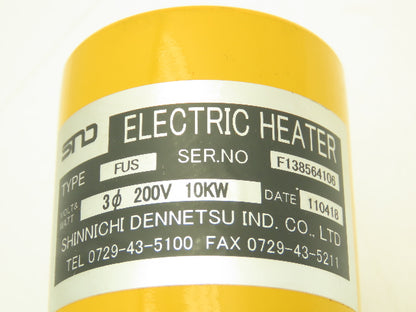 SND ELECTRIC HEATER
TYPE FUS SER.NO F138564106
VOLT& WATT 3φ 200V 10KW DATE 110418
SHINNICHI DENNETSU IND. CO., LTD
TEL 0729-43-5100 FAX 0729-43-5211